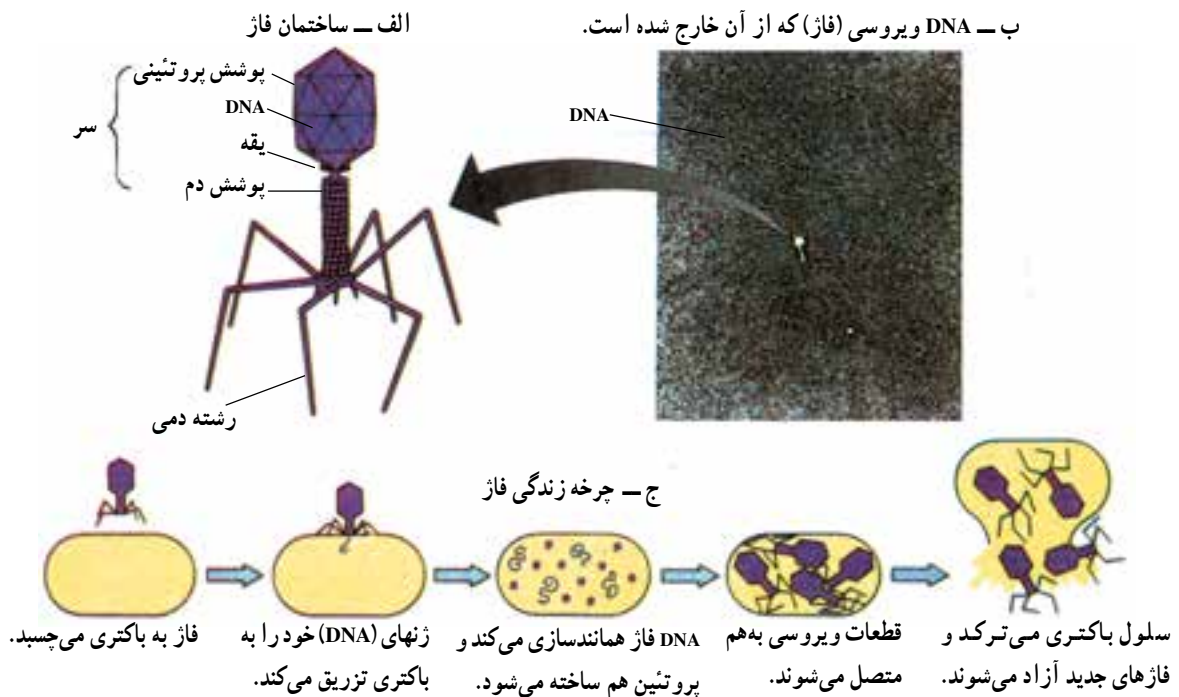 الف ــ ساختمان فاژ
ب ــ DNA ویروسی (فاژ) که از آن خارج شده است.
پوشش پروتئینی
DNA
سر
یقه
پوشش دم
رشته دمی
DNA
ج ــ چرخه زندگی فاژ
فاژ به باکتری می‌چسبد.
ژنهای (DNA) خود را به
باکتری تزریق می‌کند.
DNA فاژ همانندسازی می‌کند و
پروتئین هم ساخته می‌شود.
قطعات ویروسی به‌هم
متصل می‌شوند.
سلول باکتری می‌ترکد و
فاژهای جدید آزاد می‌شوند.